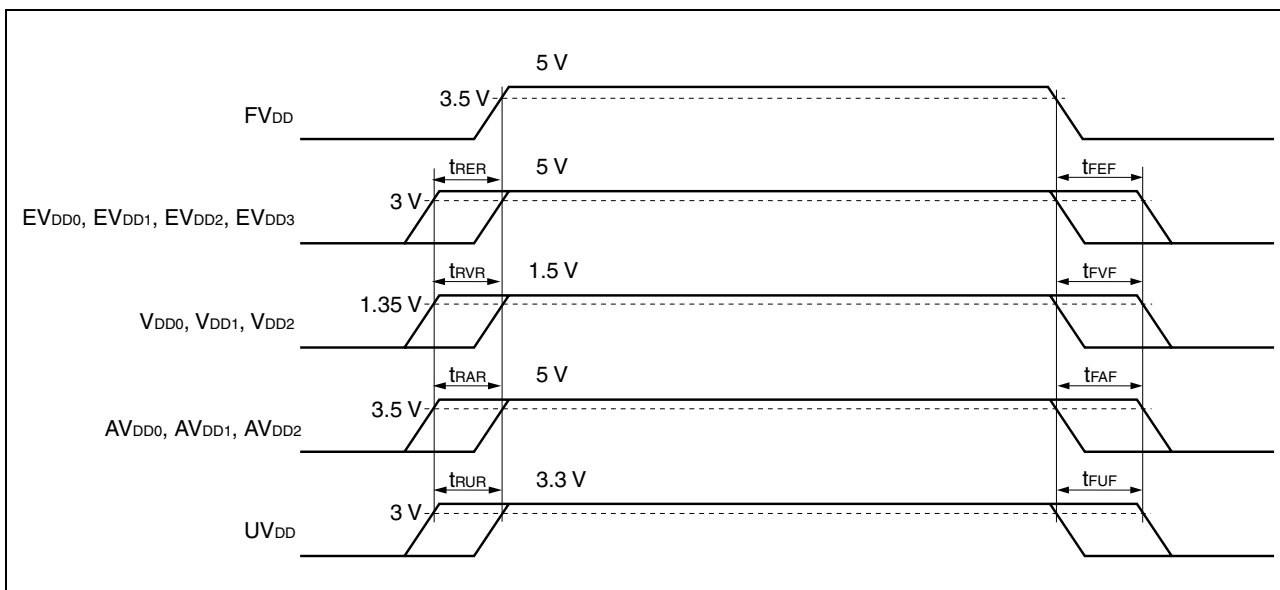 5 V
3.5 V
FVDD
tRER
5 V
tFEF
3 V
EVDD0, EVDD1, EVDD2, EVDD3
tRVR
1.5 V
tFVF
1.35 V
VDD0, VDD1, VDD2
tRAR
5 V
tFAF
3.5 V
AVDD0, AVDD1, AVDD2
tRUR
3.3 V
tFUF
3 V
UVDD